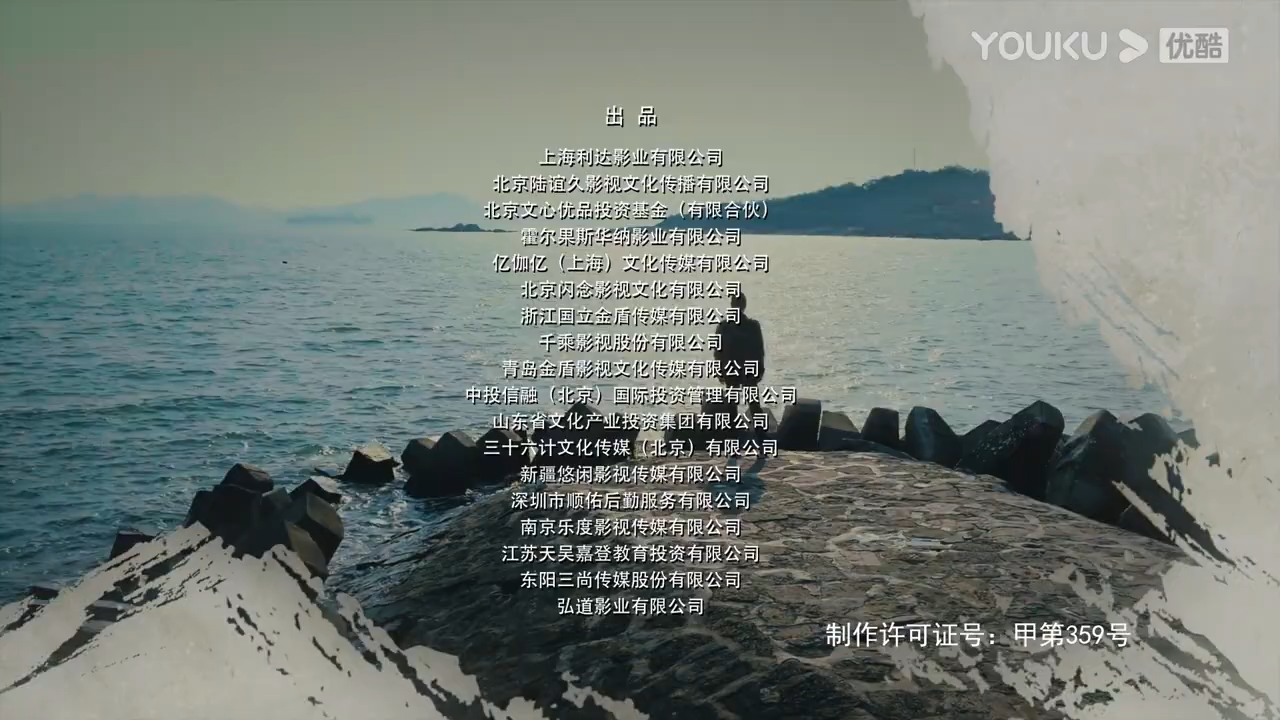 YOUKU 优酷
出 品
上海利达影业有限公司
北京陆谊久影视文化传播有限公司
北京文心优品投资基金（有限合伙）
霍尔果斯华纳影业有限公司
亿伽亿（上海）文化传媒有限公司
北京闪念影视文化有限公司
浙江国立金盾传媒有限公司
千乘影视股份有限公司
青岛金盾影视文化传媒有限公司
中投信融（北京）国际投资管理有限公司
山东省文化产业投资集团有限公司
三十六计文化传媒（北京）有限公司
新疆悠闲影视传媒有限公司
深圳市顺佑后勤服务有限公司
南京乐度影视传媒有限公司
江苏天吴嘉登教育投资有限公司
东阳三尚传媒股份有限公司
弘道影业有限公司
制作许可证号：甲第359号